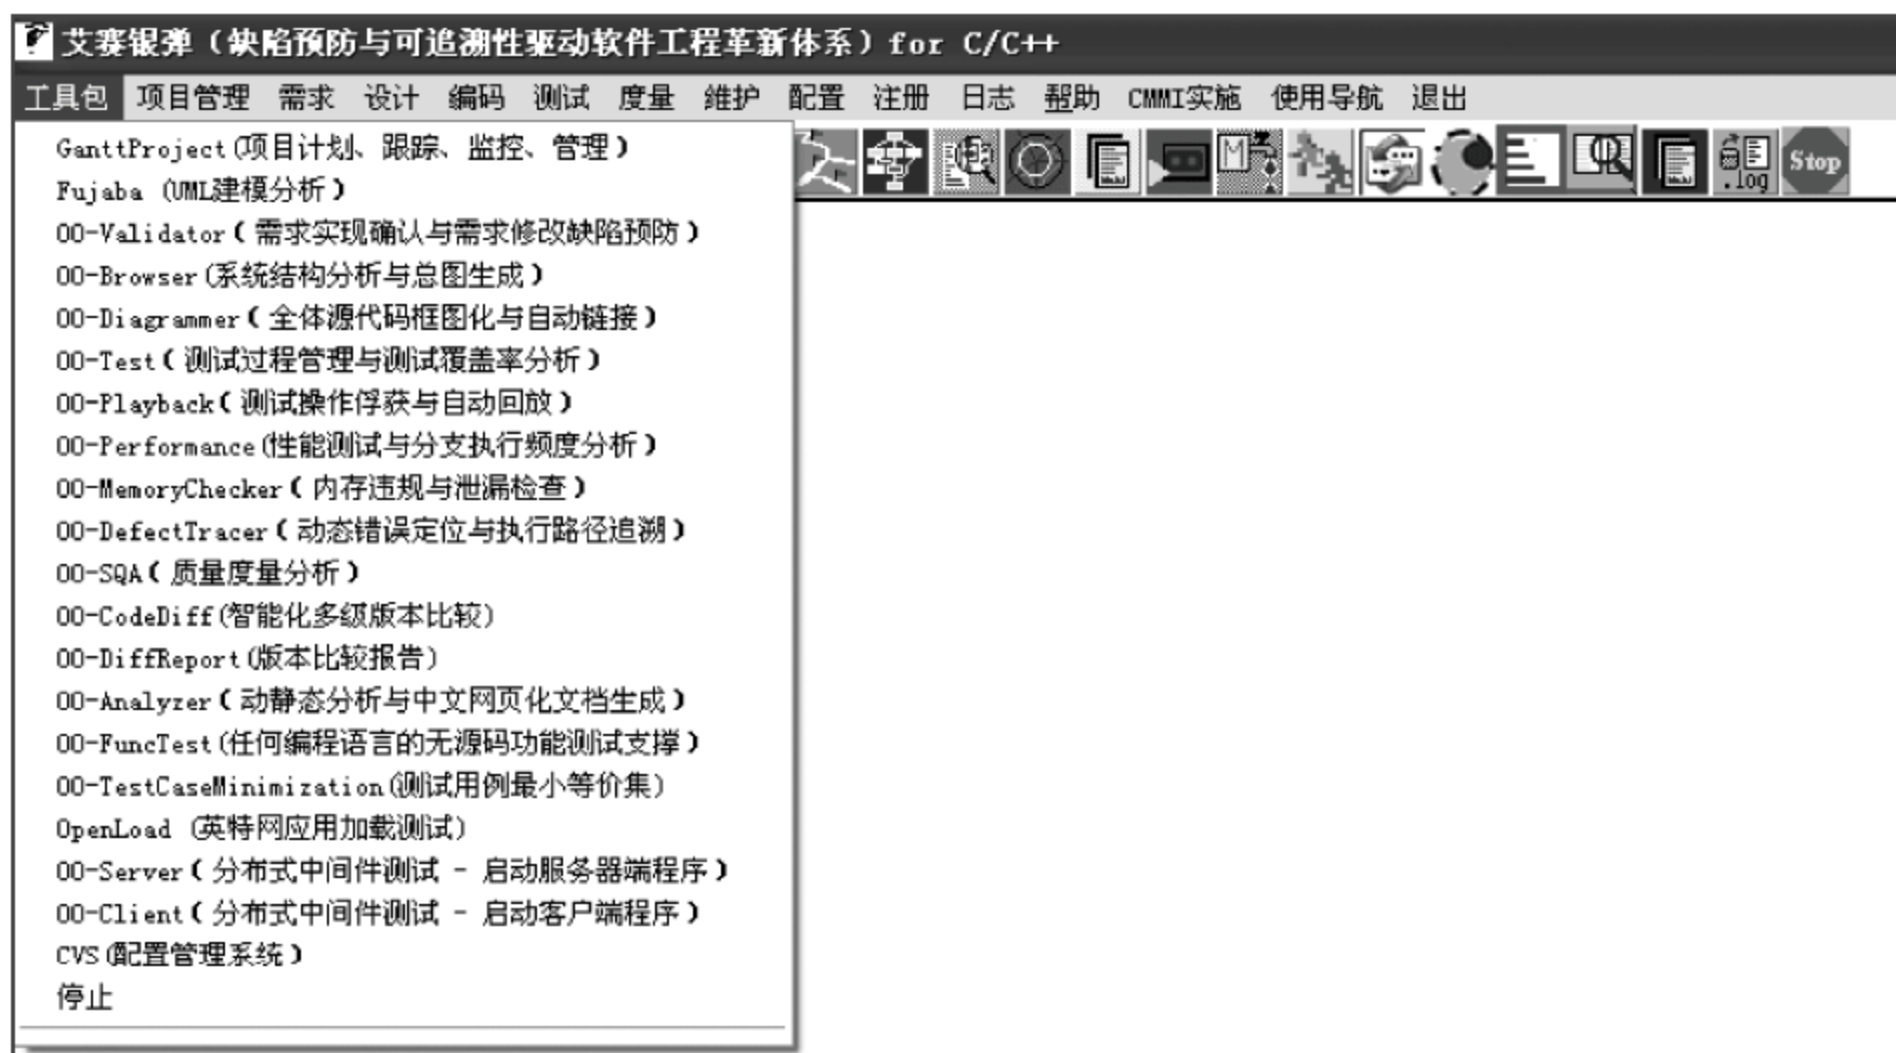 艾赛银弹（缺陷预防与可追溯性驱动软件工程革新体系）for C/C++
工具包 项目管理 需求 设计 编码 测试 度量 维护 配置 注册 日志 帮助 CMMI实施 使用导航 退出
GanttProject(项目计划、跟踪、监控、管理)
Fujaba (UML建模分析)
OO-Validator( 需求实现确认与需求修改缺陷预防)
OO-Browser(系统结构分析与总图生成)
OO-Diagrammer( 全体源代码框图化与自动链接)
OO-Test( 测试过程管理与测试覆盖率分析)
OO-Playback( 测试操作俘获与自动回放)
OO-Performance(性能测试与分支执行频度分析)
OO-MemoryChecker( 内存违规与泄漏检查)
OO-DefectTracer( 动态错误定位与执行路径追溯)
OO-SQA( 质量度量分析)
OO-CodeDiff(智能化多级版本比较)
OO-DiffReport(版本比较报告)
OO-Analyzer( 动静态分析与中文网页化文档生成)
OO-FuncTest(任何编程语言的无源码功能测试支撑)
OO-TestCaseMinimization(测试用例最小等价集)
OpenLoad (英特网应用加载测试)
OO-Server( 分布式中间件测试 - 启动服务器端程序)
OO-Client( 分布式中间件测试 - 启动客户端程序)
CVS(配置管理系统)
停止
M
.log
Stop